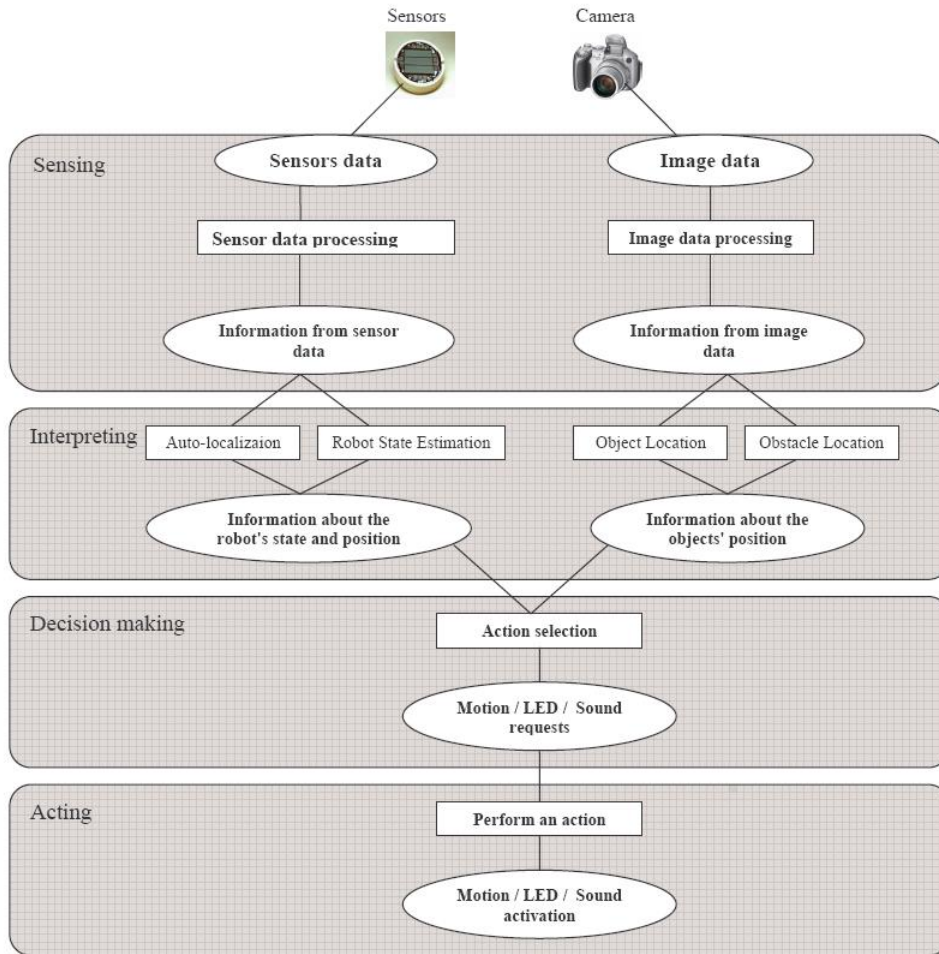 Sensors
Camera
Sensing
Sensors data
Image data
Sensor data processing
Image data processing
Information from sensor
data
Information from image
data
Interpreting
Auto-localizaion
Robot State Estimation
Object Location
Obstacle Location
Information about the
robot's state and position
Information about the
objects' position
Decision making
Action selection
Motion / LED / Sound
requests
Acting
Perform an action
Motion / LED / Sound
activation